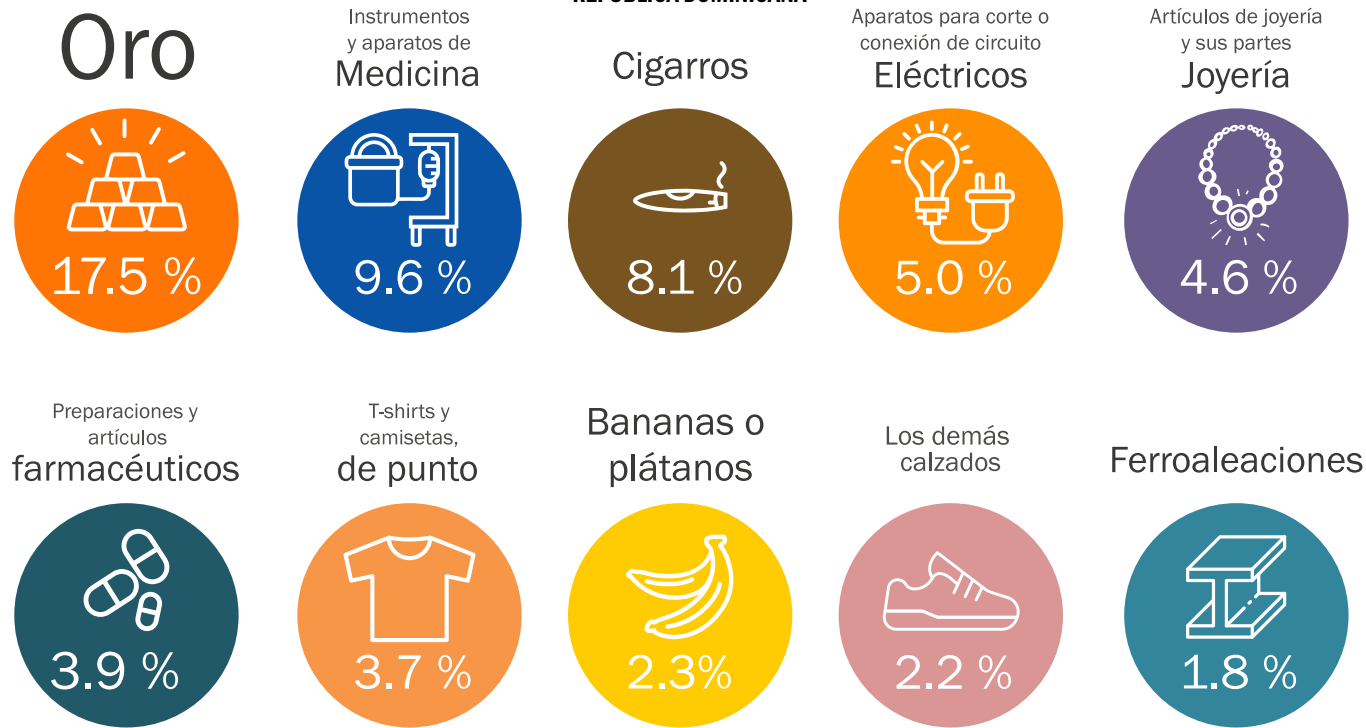 REPÚBLICA DOMINICANA
Oro
17.5 %
Instrumentos
y aparatos de
Medicina
9.6 %
Cigarros
8.1 %
Aparatos para corte o
conexión de circuito
Eléctricos
5.0 %
Artículos de joyería
y sus partes
Joyería
4.6 %
Preparaciones y
artículos
farmacéuticos
3.9 %
T-shirts y
camisetas,
de punto
3.7 %
Bananas o
plátanos
2.3%
Los demás
calzados
2.2 %
Ferroaleaciones
1.8 %